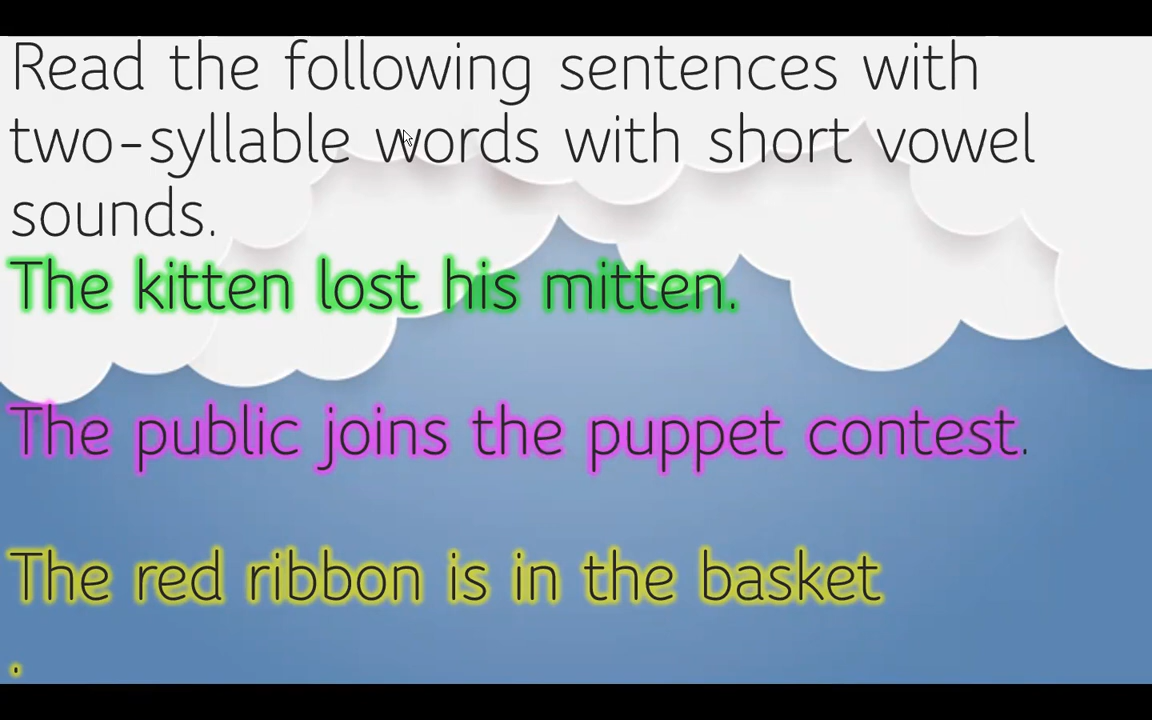 Read the following sentences with
two-syllable words with short vowel
sounds.
The kitten lost his mitten.
The public joins the puppet contest.
The red ribbon is in the basket
.